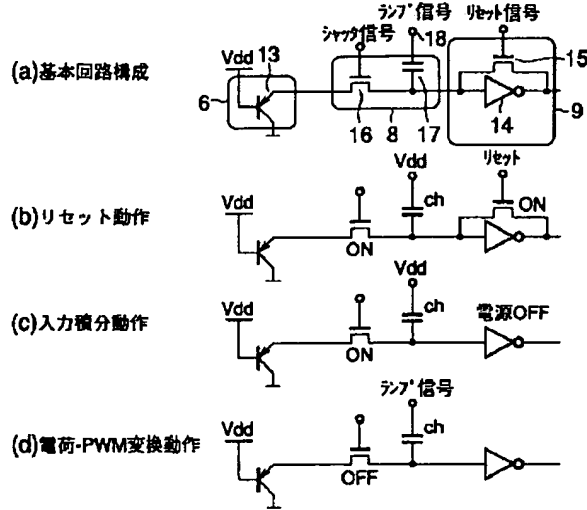 シャッタ信号
ランプ信号
リセット信号
(a)基本回路構成
Vdd
13
18
15
6
16
8
17
14
9
(b)リセット動作
Vdd
ON
Vdd
ch
リセット
ON
(c)入力積分動作
Vdd
ON
Vdd
ch
電源OFF
(d)電荷-PWM変換動作
Vdd
OFF
ランプ信号
ch